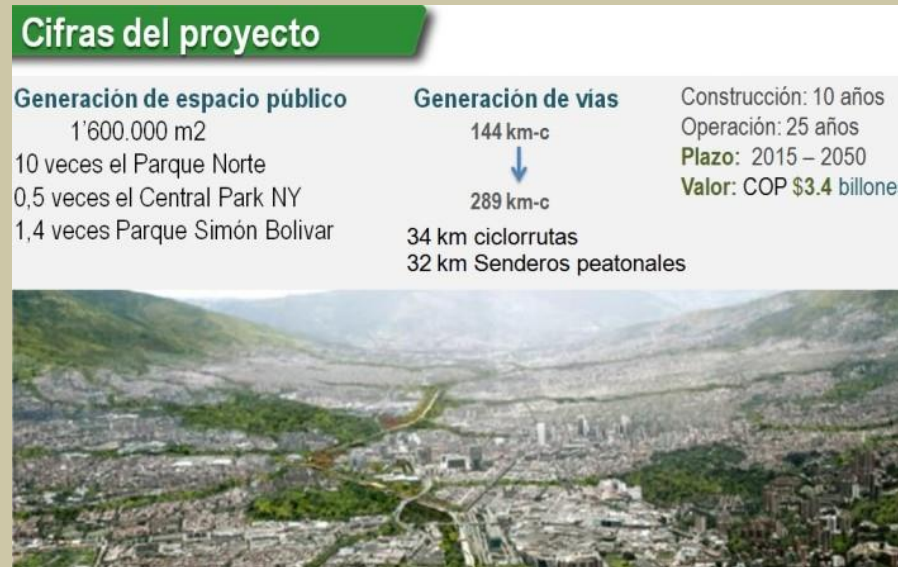 Cifras del proyecto
Generación de espacio público
1'600.000 m2
10 veces el Parque Norte
0,5 veces el Central Park NY
1,4 veces Parque Simón Bolivar
Generación de vías
144 km-c
289 km-c
34 km ciclorrutas
32 km Senderos peatonales
Construcción: 10 años
Operación: 25 años
Plazo: 2015 – 2050
Valor: COP $3.4 billones